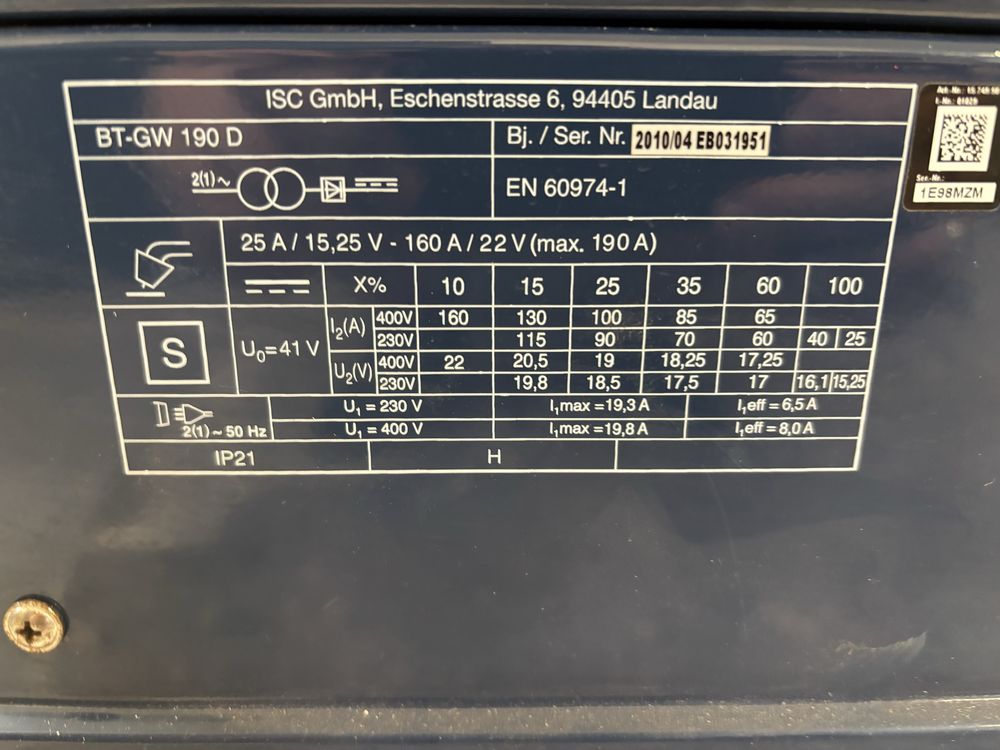 ISC GmbH, Eschenstrasse 6, 94405 Landau
BT-GW 190 D Bj. / Ser. Nr. 2010/04 EB031951
2(1)~ EN 60974-1
25 A / 15,25 V - 160 A / 22 V (max. 190 A)
X% 10 15 25 35 60 100
S U₀=41 V
I₂(A) 400V 160 130 100 85 65
230V 115 90 70 60 40 25
U₂(V) 400V 22 20,5 19 18,25 17,25
230V 19,8 18,5 17,5 17 16,1 15,25
2(1) ~ 50 Hz
U₁ = 230 V I₁max = 19,3 A I₁eff = 6,5 A
U₁ = 400 V I₁max = 19,8 A I₁eff = 8,0 A
IP21 H
I.-Nr.: 01029
Ser.-Nr.:
1E98MZM